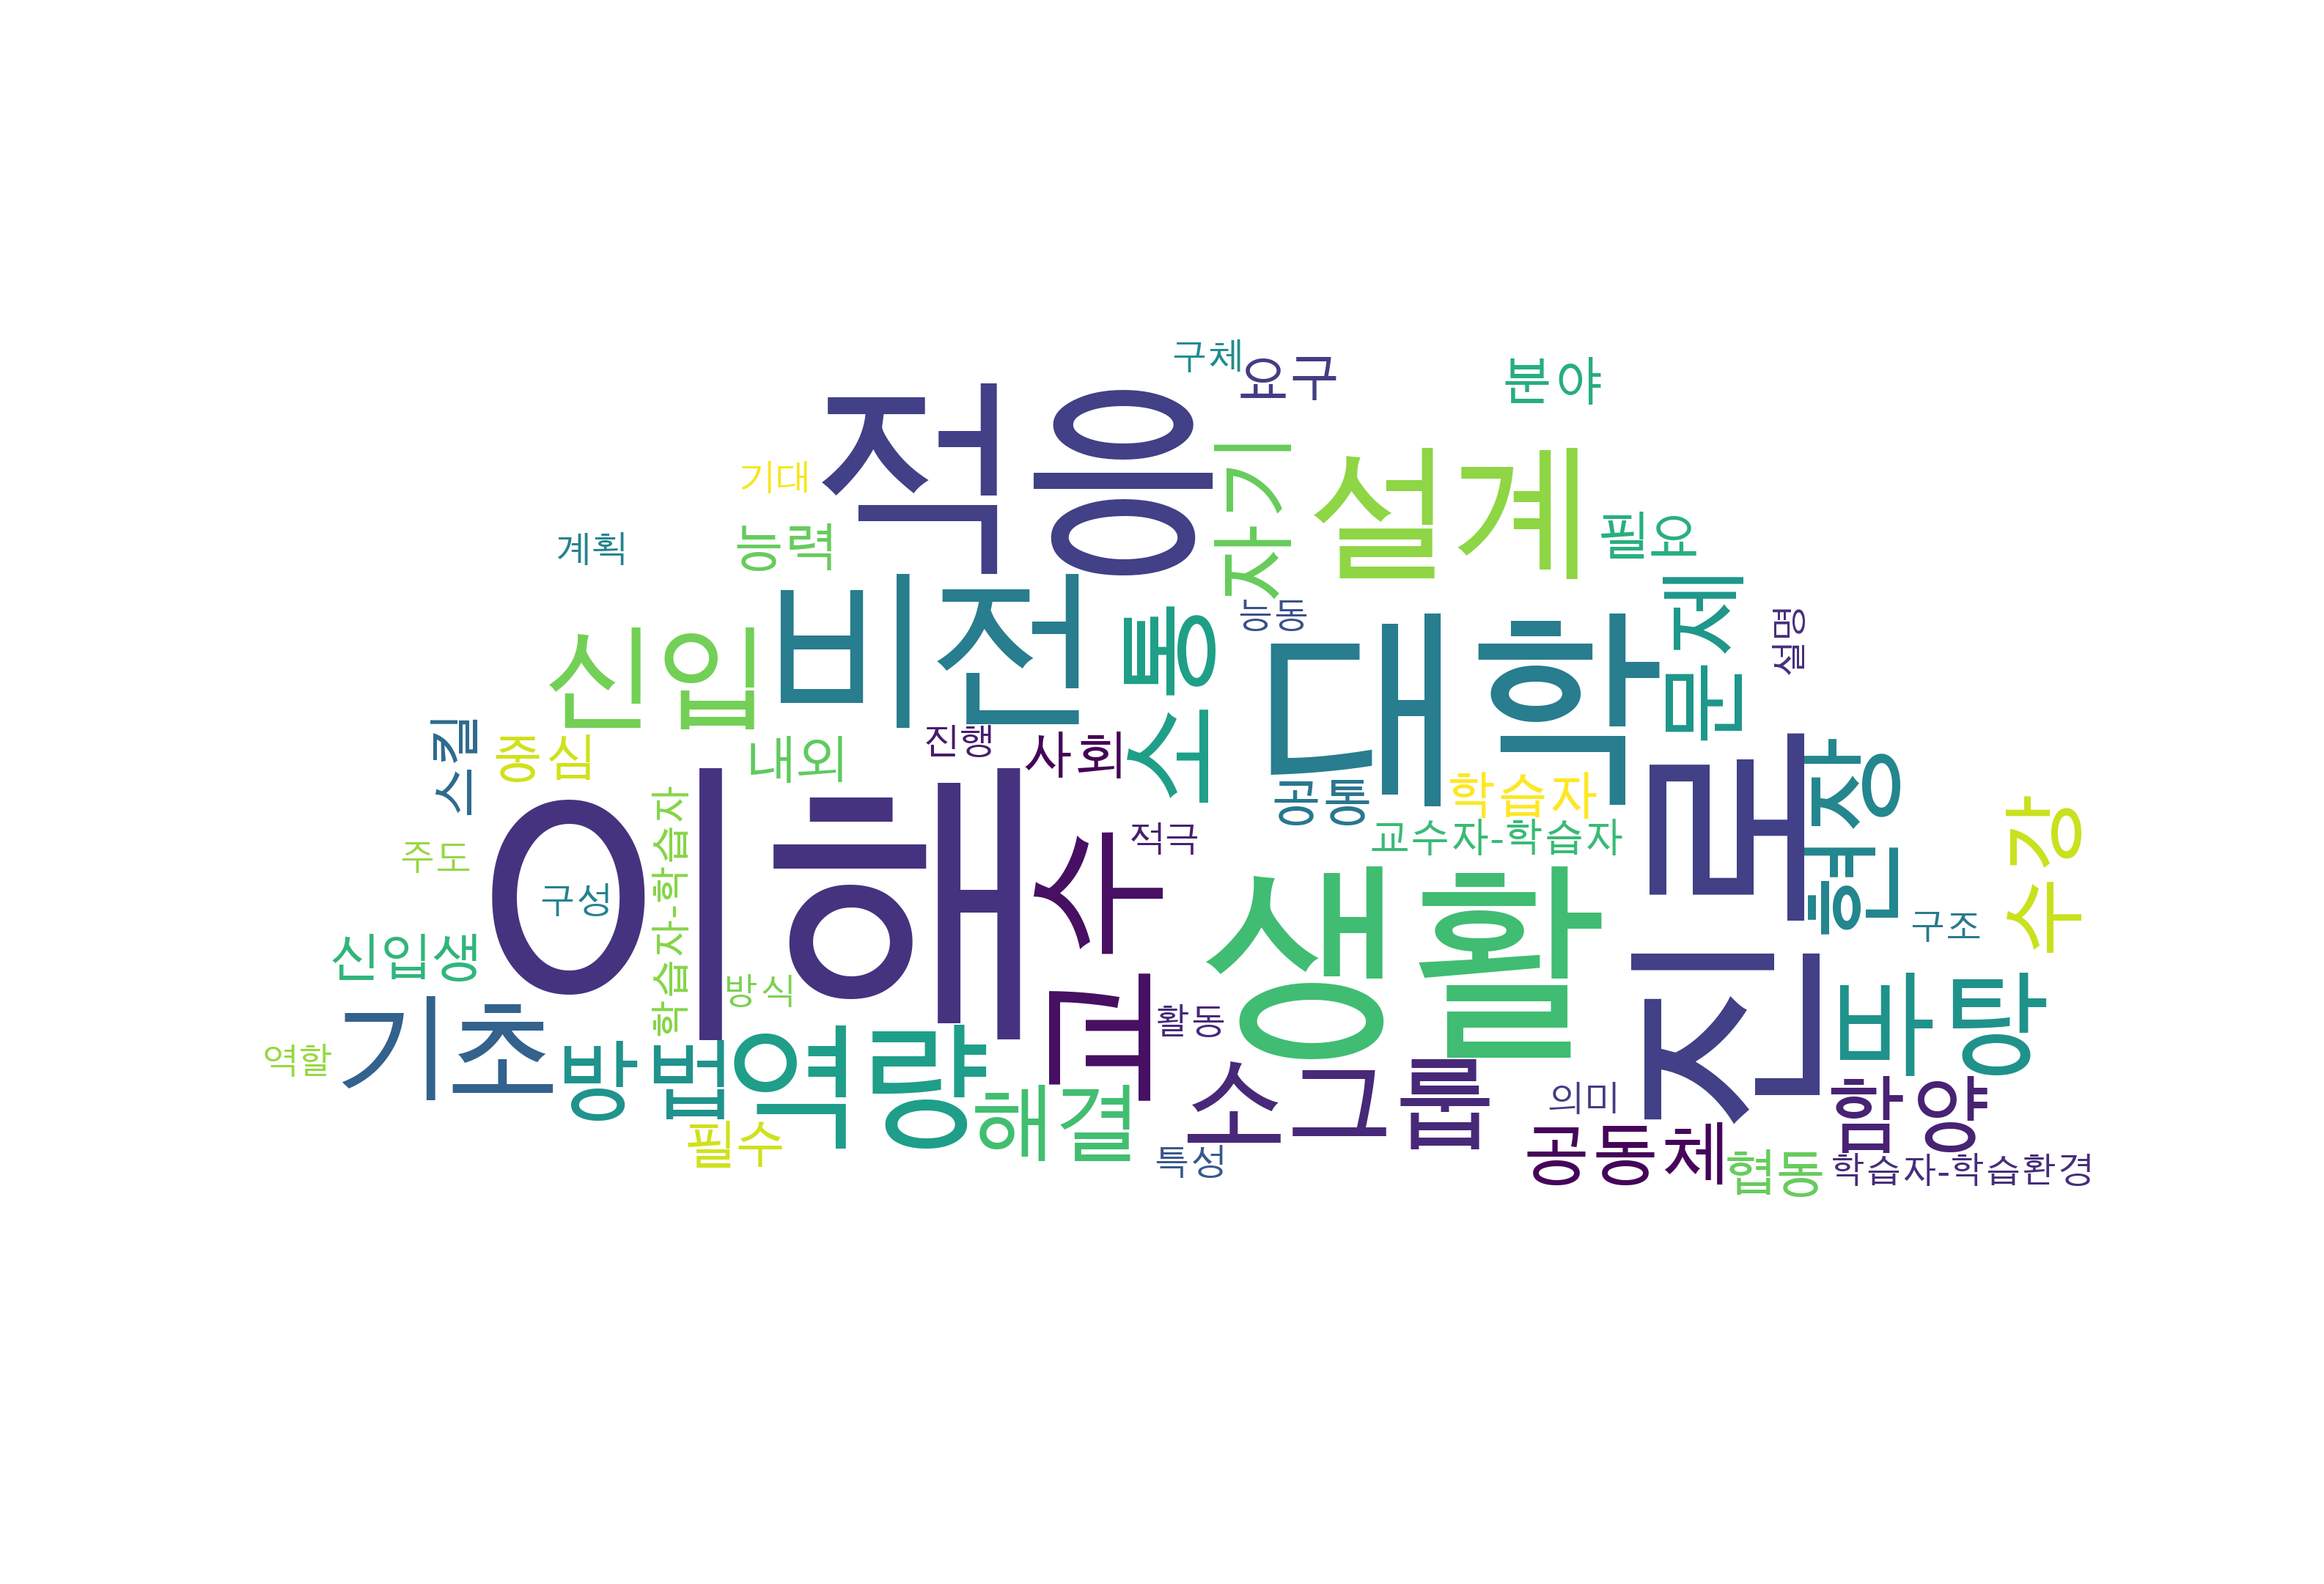 구체
요구
분야
적응
기대
자기
설계
계획
능력
필요
비전
신입
소통
능동
대학
문제
설명
스킬
중심
내외
진행
사회
공통
학습자
이해
주도
구성
학습자-학습자
적극
교수자-학습자
진로
현장
수강
교수
생활
구조
신입생
방식
기초
역할
방법
역량
활동
바탕
해결
소그룹
의미
함양
필수
특성
공동체
협동
학습자-학습환경